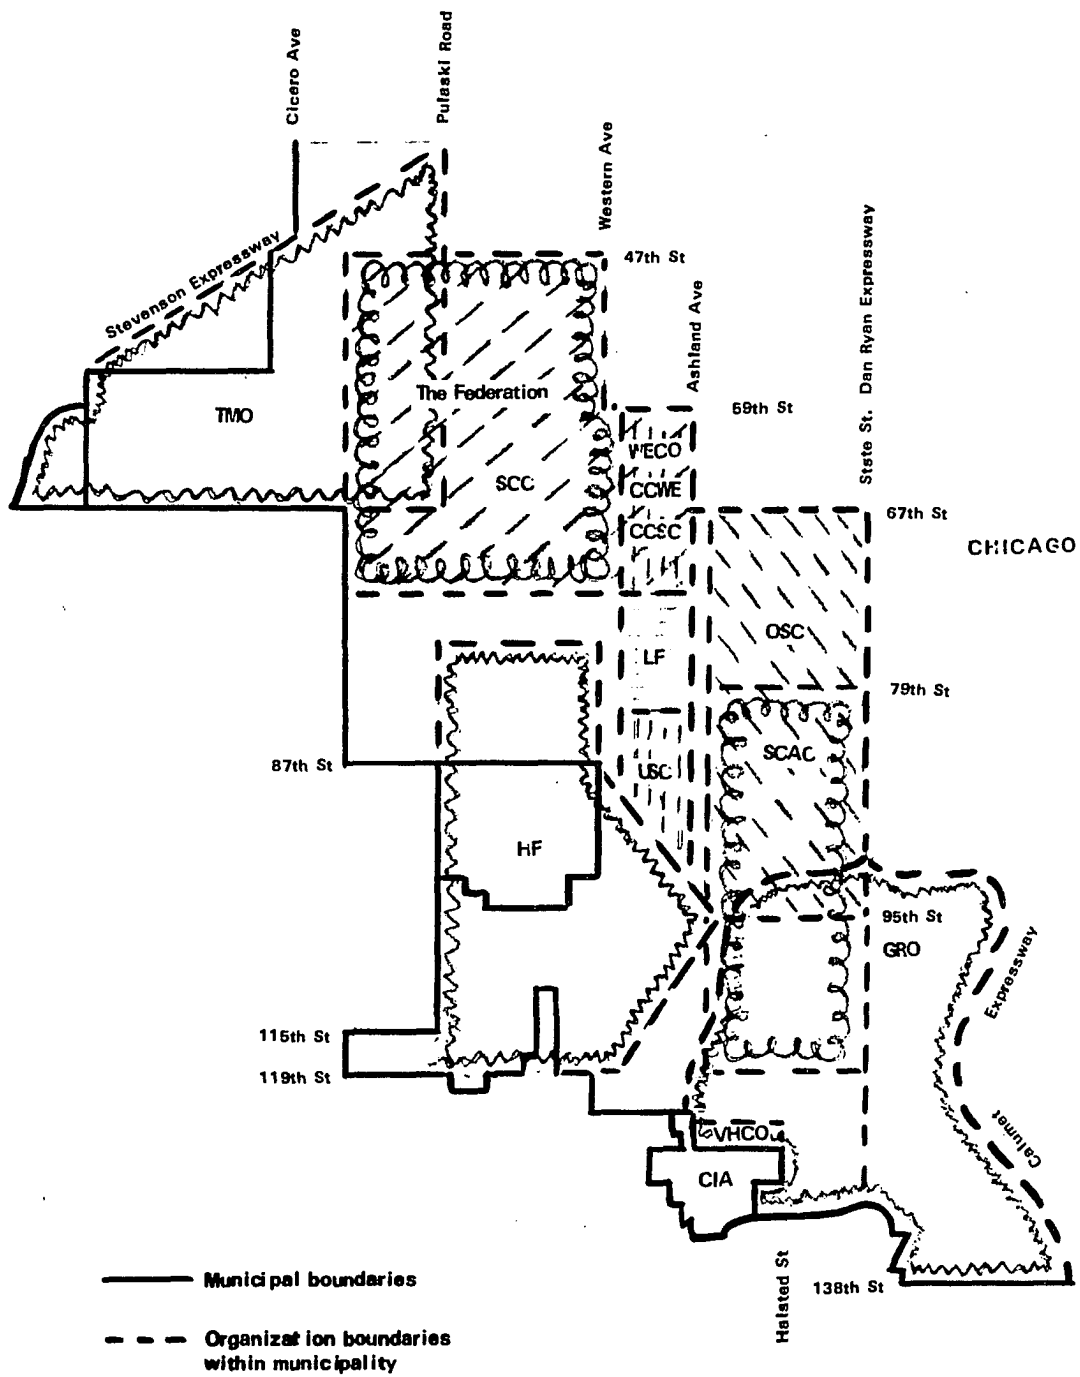 Cicero Ave
Pulaski Road
Western Ave
Stevenson Expressway
47th St
Ashland Ave
Stste St. Dan Ryan Expressway
The Federation
TMO
59th St
WECO
SCC
CCWE
67th St
CCSC
CHICAGO
OSC
LF
79th St
SCAC
87th St
USC
HF
95th St
GRO
Expressway
115th St
119th St
Calumet
VHCO
CIA
Halsted St
138th St
Municipal boundaries
Organization boundaries
within municipality